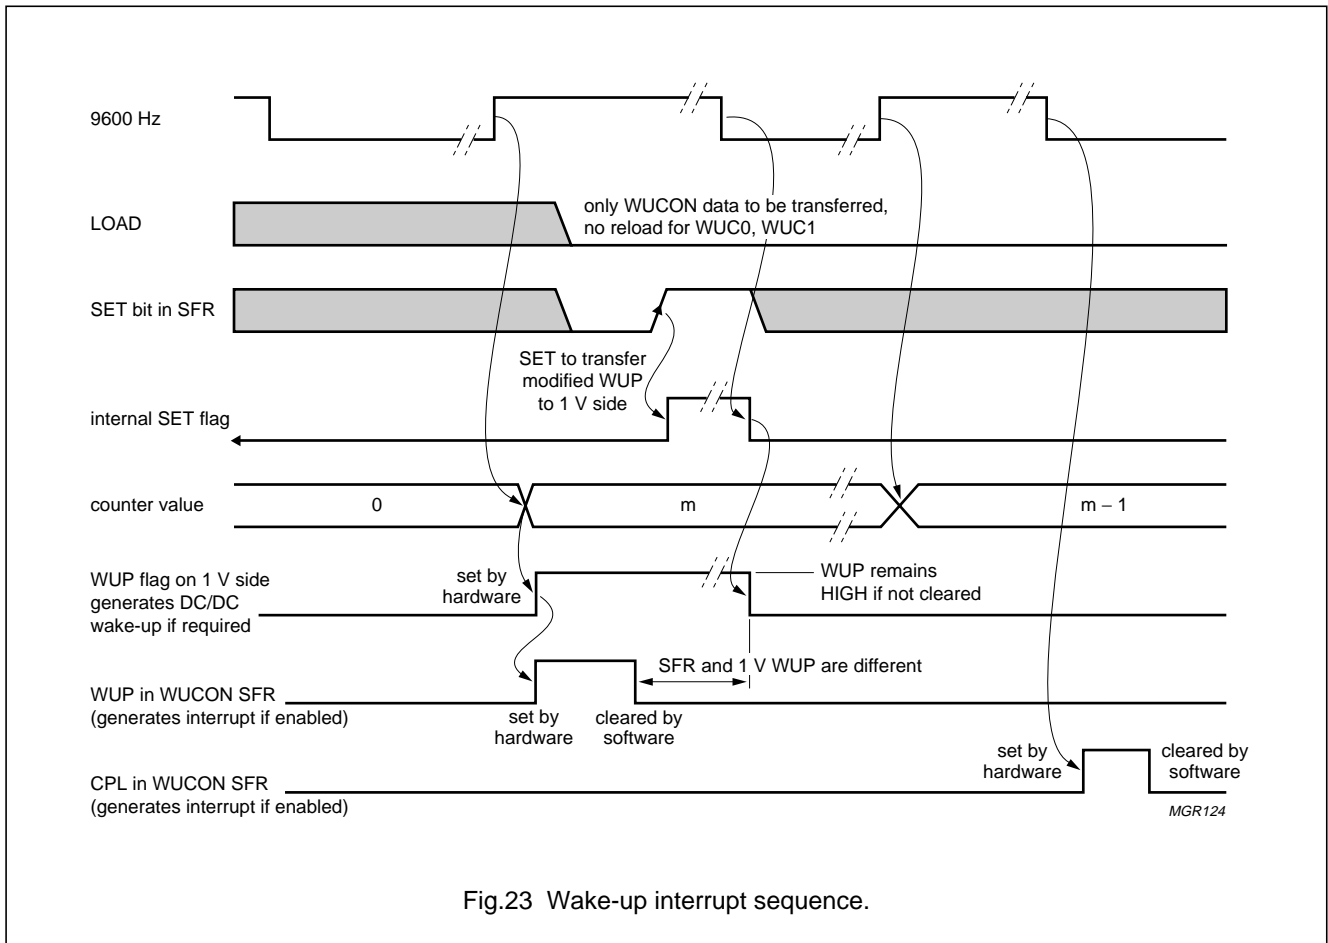 9600 Hz
LOAD
only WUCON data to be transferred,
no reload for WUC0, WUC1
SET bit in SFR
SET to transfer
modified WUP
to 1 V side
internal SET flag
counter value
0
m
m − 1
WUP flag on 1 V side
generates DC/DC
wake-up if required
set by
hardware
WUP remains
HIGH if not cleared
SFR and 1 V WUP are different
WUP in WUCON SFR
(generates interrupt if enabled)
set by
hardware
cleared by
software
CPL in WUCON SFR
(generates interrupt if enabled)
set by
hardware
cleared by
software
MGR124
Fig.23 Wake-up interrupt sequence.